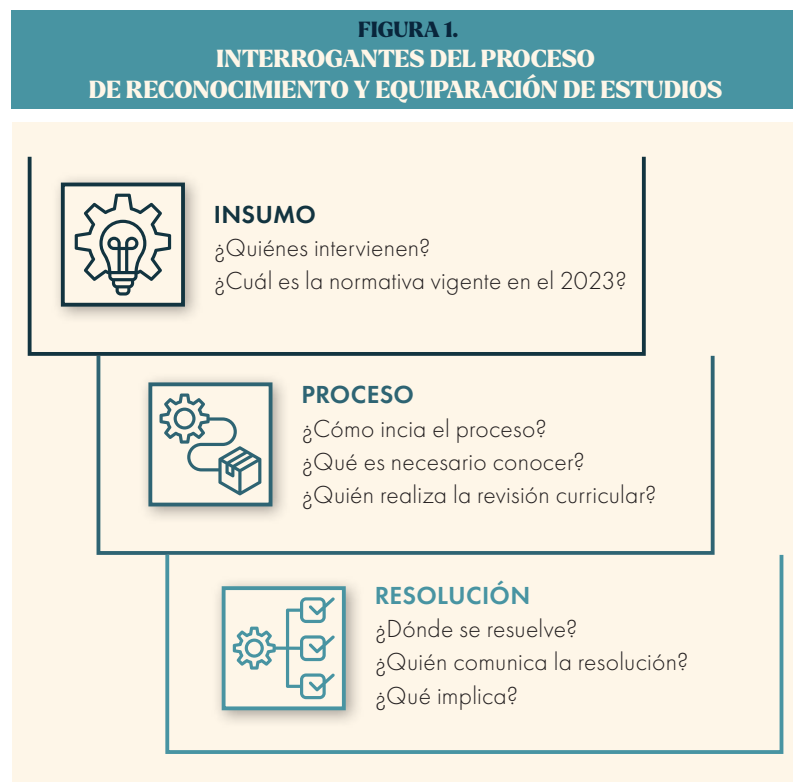 FIGURA 1.
INTERROGANTES DEL PROCESO
DE RECONOCIMIENTO Y EQUIPARACIÓN DE ESTUDIOS
INSUMO
¿Quiénes intervienen?
¿Cuál es la normativa vigente en el 2023?
PROCESO
¿Cómo incia el proceso?
¿Qué es necesario conocer?
¿Quién realiza la revisión curricular?
RESOLUCIÓN
¿Dónde se resuelve?
¿Quién comunica la resolución?
¿Qué implica?